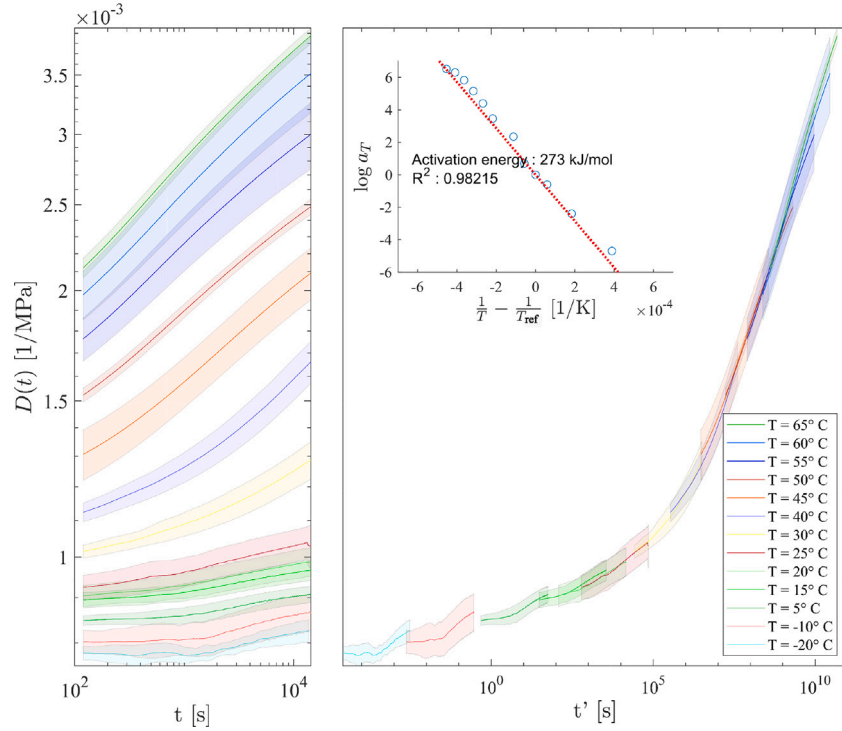 ×10⁻³
3.5
3
2.5
2
1.5
1
D(t) [1/MPa]
10² 10⁴
t [s]
6
4
2
0
-2
-4
-6
log a_T
Activation energy : 273 kJ/mol
R² : 0.98215
-6 -4 -2 0 2 4 6
×10⁻⁴
1/T − 1/T_ref [1/K]
T = 65° C
T = 60° C
T = 55° C
T = 50° C
T = 45° C
T = 40° C
T = 30° C
T = 25° C
T = 20° C
T = 15° C
T = 5° C
T = -10° C
T = -20° C
10⁰ 10⁵ 10¹⁰
t' [s]